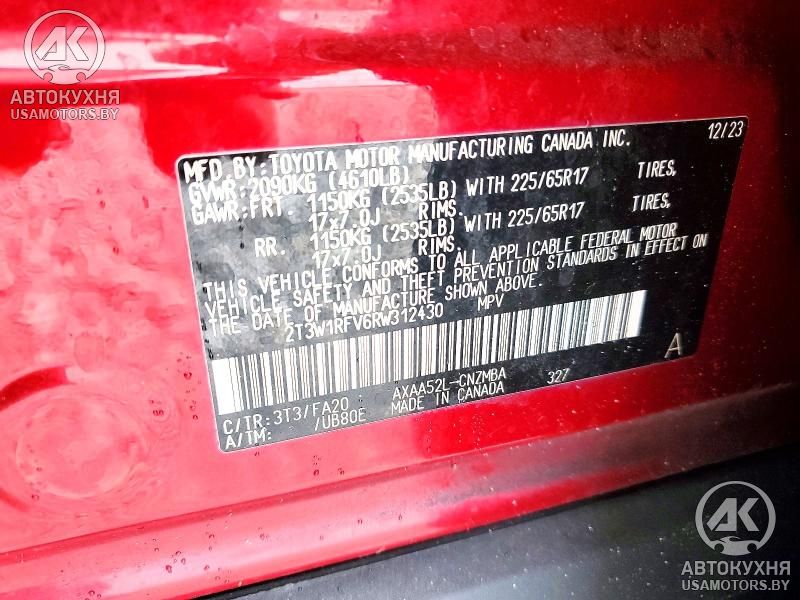 AK
АВТОКУХНЯ
USAMOTORS.BY
MFD.BY:TOYOTA MOTOR MANUFACTURING CANADA INC. 12/23
GVWR:2090KG (4610LB)
GAWR:FRT 1150KG (2535LB) WITH 225/65R17 TIRES,
17x7.0J RIMS.
RR. 1150KG (2535LB) WITH 225/65R17 TIRES,
17x7.0J RIMS.
THIS VEHICLE CONFORMS TO ALL APPLICABLE FEDERAL MOTOR
VEHICLE SAFETY AND THEFT PREVENTION STANDARDS IN EFFECT ON
THE DATE OF MANUFACTURE SHOWN ABOVE.
2T3W1RFV6RW312430 MPV
A
C/TR:3T3/FA20 AXAA52L-CNZMBA 327
A/TM: /UB80E MADE IN CANADA
AK
АВТОКУХНЯ
USAMOTORS.BY